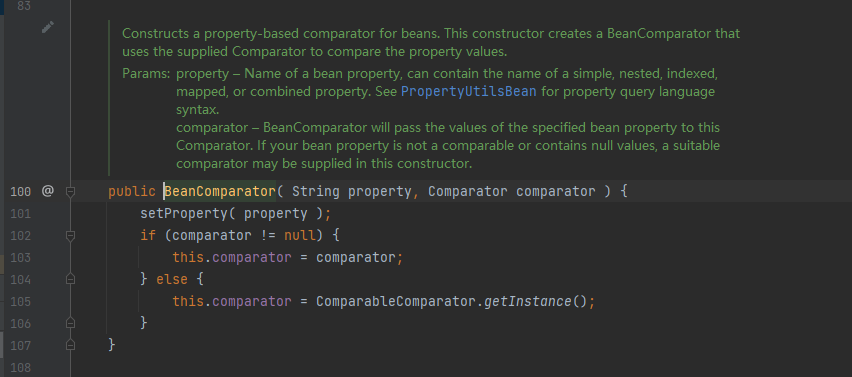 83
Constructs a property-based comparator for beans. This constructor creates a BeanComparator that
uses the supplied Comparator to compare the property values.
Params: property – Name of a bean property, can contain the name of a simple, nested, indexed,
mapped, or combined property. See PropertyUtilsBean for property query language
syntax.
comparator – BeanComparator will pass the values of the specified bean property to this
Comparator. If your bean property is not a comparable or contains null values, a suitable
comparator may be supplied in this constructor.
100 @ public BeanComparator( String property, Comparator comparator ) {
101 setProperty( property );
102 if (comparator != null) {
103 this.comparator = comparator;
104 } else {
105 this.comparator = ComparableComparator.getInstance();
106 }
107 }
108